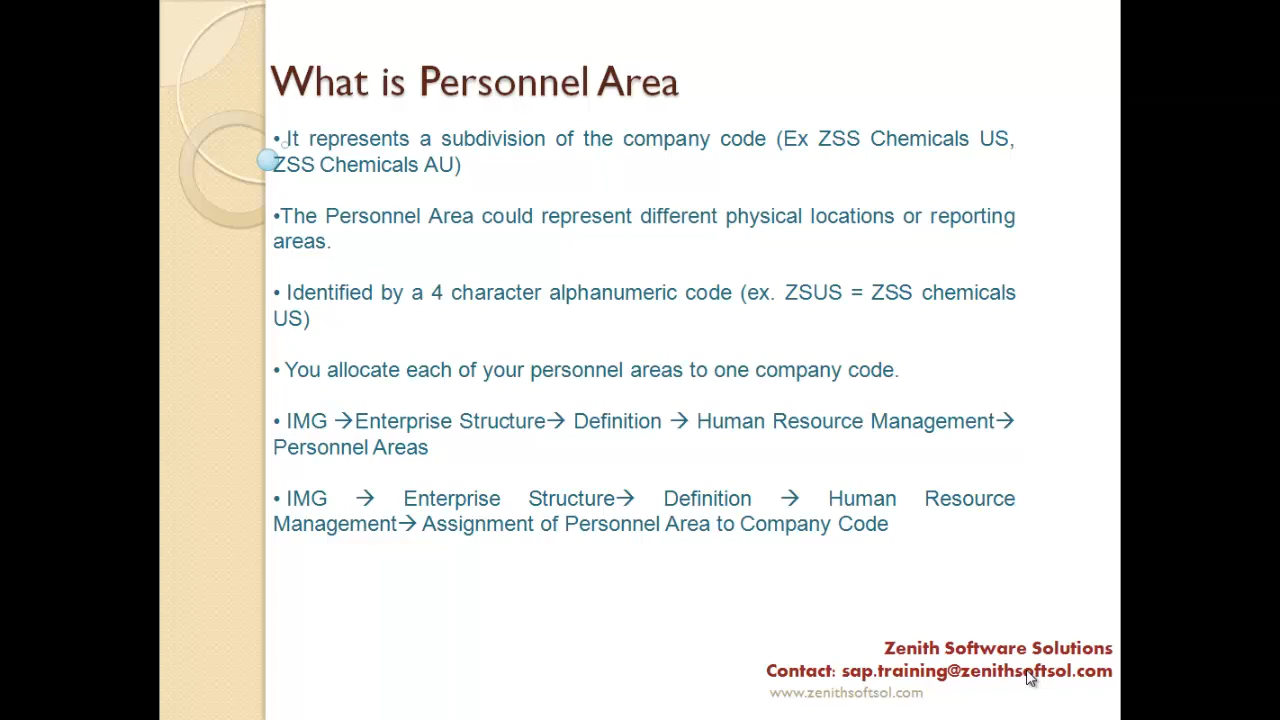 What is Personnel Area
• It represents a subdivision of the company code (Ex ZSS Chemicals US,
ZSS Chemicals AU)
•The Personnel Area could represent different physical locations or reporting
areas.
• Identified by a 4 character alphanumeric code (ex. ZSUS = ZSS chemicals
US)
• You allocate each of your personnel areas to one company code.
• IMG →Enterprise Structure→ Definition → Human Resource Management→
Personnel Areas
• IMG → Enterprise Structure→ Definition → Human Resource
Management→ Assignment of Personnel Area to Company Code
Zenith Software Solutions
Contact: sap.training@zenithsoftsol.com
www.zenithsoftsol.com